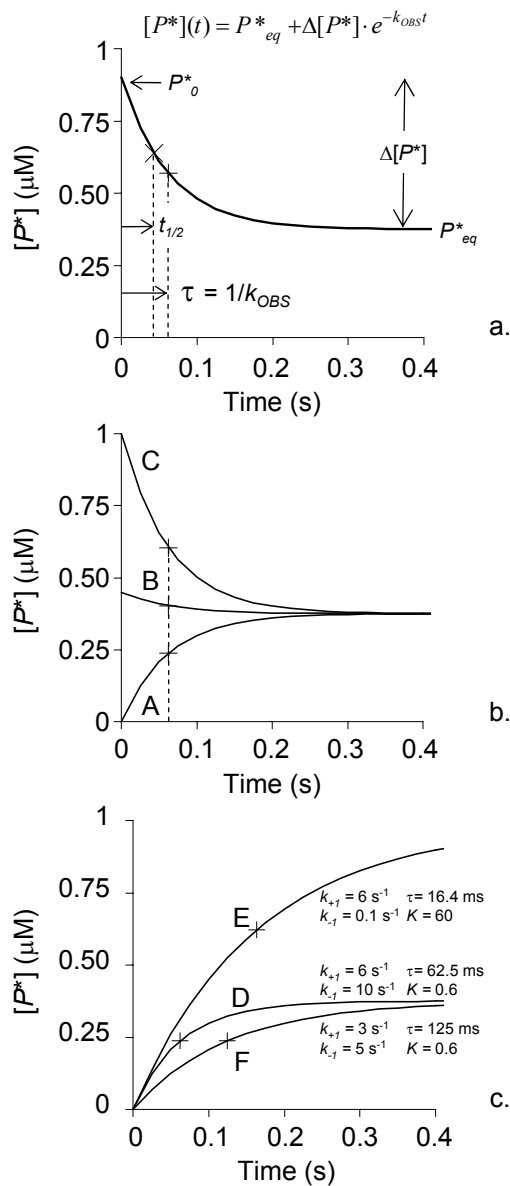 [P*](t) = P*eq + Δ[P*] · e^−kOBSt
1
P*0
0.75
Δ[P*]
[P*] (μM)
0.5
t1/2
P*eq
0.25
τ = 1/kOBS
0
a.
0 0.1 0.2 0.3 0.4
Time (s)
1
C
0.75
[P*] (μM)
0.50
B
0.25
A
0
b.
0 0.1 0.2 0.3 0.4
Time (s)
1
E
k+1 = 6 s-1 τ= 16.4 ms
k-1 = 0.1 s-1 K = 60
0.75
[P*] (μM)
0.50
D
k+1 = 6 s-1 τ= 62.5 ms
k-1 = 10 s-1 K = 0.6
0.25
F
k+1 = 3 s-1 τ= 125 ms
k-1 = 5 s-1 K = 0.6
0
c.
0 0.1 0.2 0.3 0.4
Time (s)